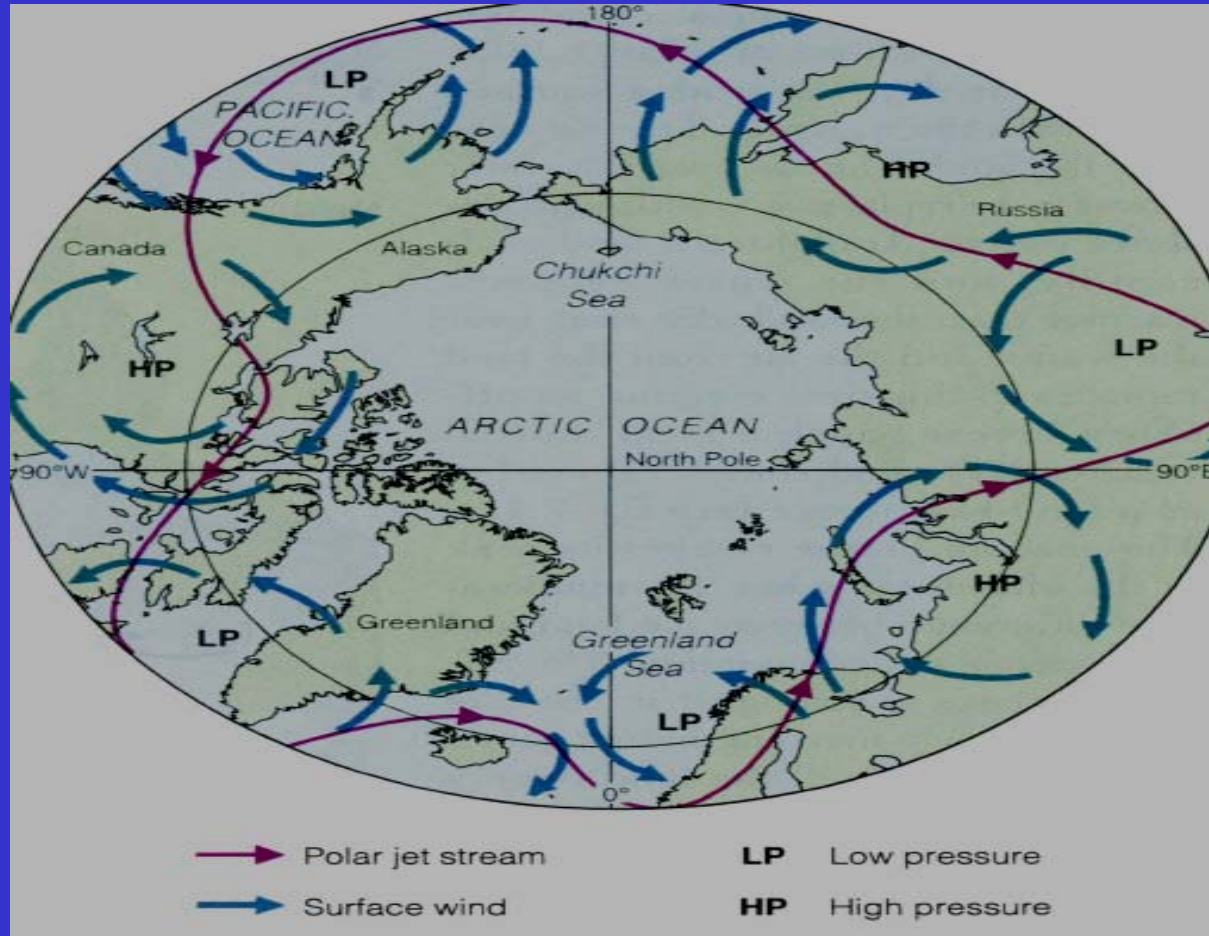 180°
LP
PACIFIC
OCEAN
HP
Russia
Canada
Alaska
Chukchi
Sea
LP
HP
ARCTIC OCEAN
North Pole
90°W
90°E
HP
Greenland
LP
Greenland
Sea
LP
0°
Polar jet stream
LP Low pressure
Surface wind
HP High pressure